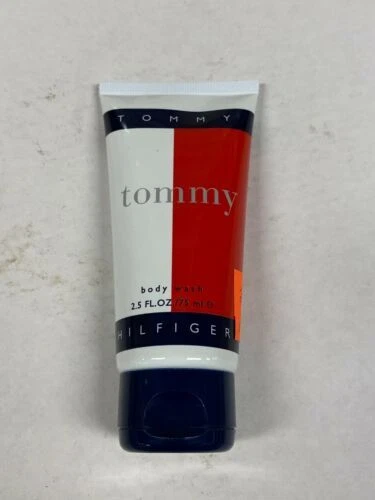 TOMMY
tommy
body wash
2.5 FL.OZ/75 ml ℮
HILFIGER